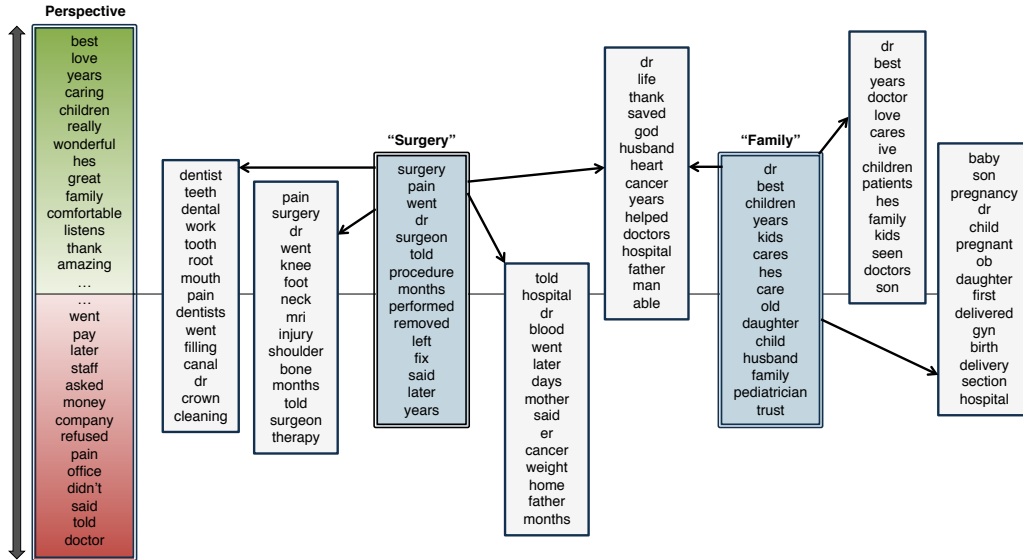 Perspective
best
love
years
caring
children
really
wonderful
hes
great
family
comfortable
listens
thank
amazing
…
…
went
pay
later
staff
asked
money
company
refused
pain
office
didn't
said
told
doctor
dentist
teeth
dental
work
tooth
root
mouth
pain
dentists
went
filling
canal
dr
crown
cleaning
pain
surgery
dr
went
knee
foot
neck
mri
injury
shoulder
bone
months
told
surgeon
therapy
“Surgery”
surgery
pain
went
dr
surgeon
told
procedure
months
performed
removed
left
fix
said
later
years
told
hospital
dr
blood
went
later
days
mother
said
er
cancer
weight
home
father
months
dr
life
thank
saved
god
husband
heart
cancer
years
helped
doctors
hospital
father
man
able
“Family”
dr
best
children
years
kids
cares
hes
care
old
daughter
child
husband
family
pediatrician
trust
dr
best
years
doctor
love
cares
ive
children
patients
hes
family
kids
seen
doctors
son
baby
son
pregnancy
dr
child
pregnant
ob
daughter
first
delivered
gyn
birth
delivery
section
hospital